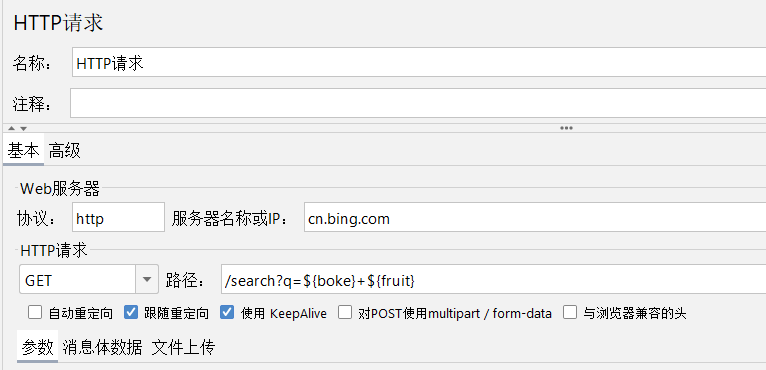 HTTP请求
名称： HTTP请求
注释：
基本 高级
Web服务器
协议： http 服务器名称或IP： cn.bing.com
HTTP请求
GET 路径： /search?q=${boke}+${fruit}
自动重定向 跟随重定向 使用 KeepAlive 对POST使用multipart / form-data 与浏览器兼容的头
参数 消息体数据 文件上传